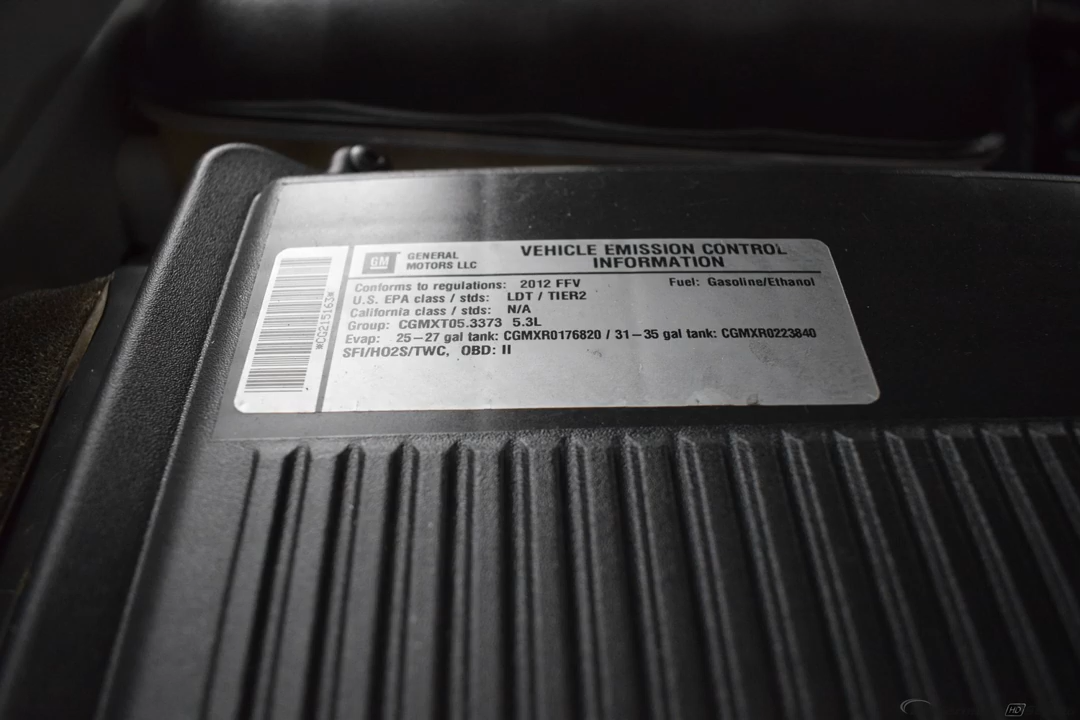 *CG215163*
GM GENERAL MOTORS LLC
VEHICLE EMISSION CONTROL
INFORMATION
Conforms to regulations: 2012 FFV Fuel: Gasoline/Ethanol
U.S. EPA class / stds: LDT / TIER2
California class / stds: N/A
Group: CGMXT05.3373 5.3L
Evap: 25-27 gal tank: CGMXR0176820 / 31-35 gal tank: CGMXR0223840
SFI/HO2S/TWC, OBD: II
HD